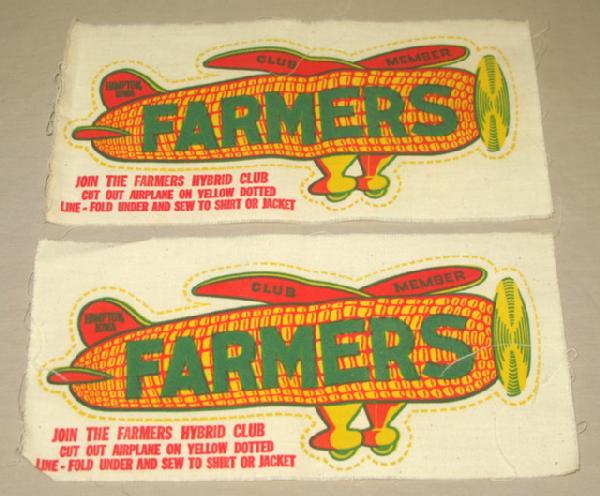 CLUB MEMBER
HAMPTON, IOWA
FARMERS
JOIN THE FARMERS HYBRID CLUB
CUT OUT AIRPLANE ON YELLOW DOTTED
LINE - FOLD UNDER AND SEW TO SHIRT OR JACKET
CLUB MEMBER
HAMPTON, IOWA
FARMERS
JOIN THE FARMERS HYBRID CLUB
CUT OUT AIRPLANE ON YELLOW DOTTED
LINE - FOLD UNDER AND SEW TO SHIRT OR JACKET